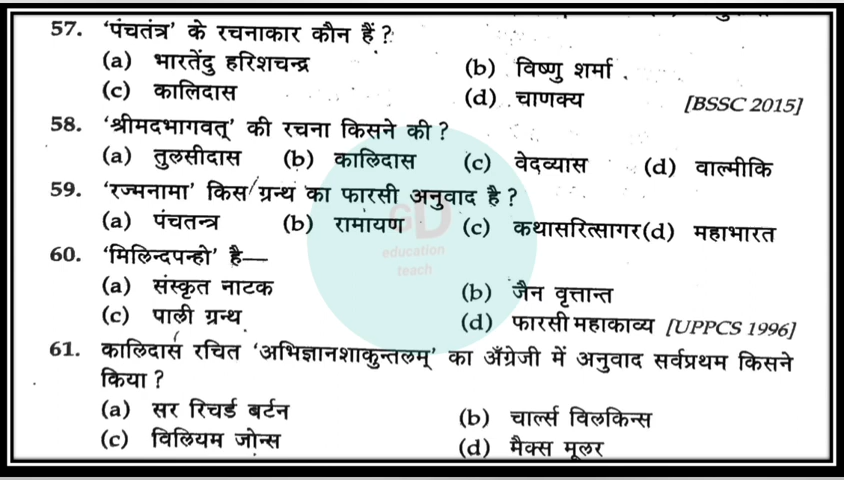 57. 'पंचतंत्र' के रचनाकार कौन हैं ?
(a) भारतेंदु हरिशचन्द्र (b) विष्णु शर्मा
(c) कालिदास (d) चाणक्य [BSSC 2015]
58. 'श्रीमदभागवत्' की रचना किसने की ?
(a) तुलसीदास (b) कालिदास (c) वेदव्यास (d) वाल्मीकि
59. 'रज्मनामा' किस ग्रन्थ का फारसी अनुवाद है ?
(a) पंचतन्त्र (b) रामायण (c) कथासरित्सागर (d) महाभारत
GD
education
teach
60. 'मिलिन्दपन्हो' है—
(a) संस्कृत नाटक (b) जैन वृत्तान्त
(c) पाली ग्रन्थ (d) फारसी महाकाव्य [UPPCS 1996]
61. कालिदास रचित 'अभिज्ञानशाकुन्तलम्' का अँग्रेजी में अनुवाद सर्वप्रथम किसने
किया ?
(a) सर रिचर्ड बर्टन (b) चार्ल्स विलकिन्स
(c) विलियम जोन्स (d) मैक्स मूलर